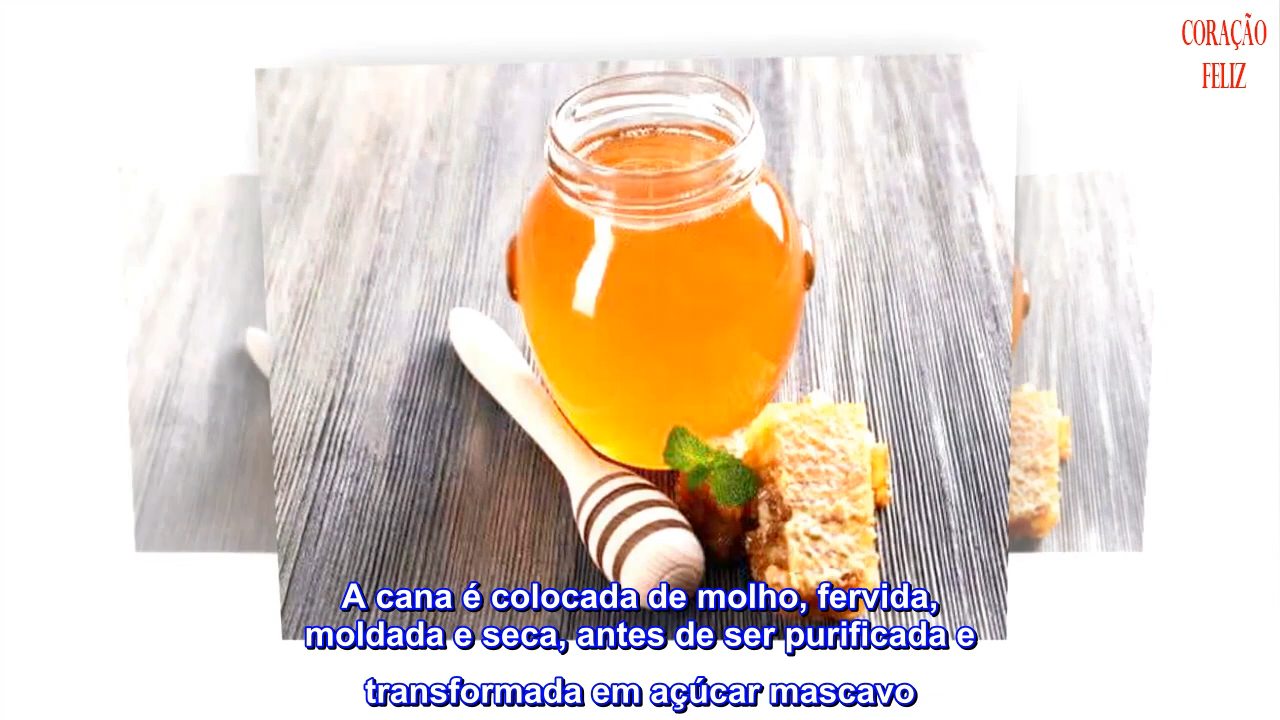 CORAÇÃO
FELIZ
A cana é colocada de molho, fervida,
moldada e seca, antes de ser purificada e
transformada em açúcar mascavo